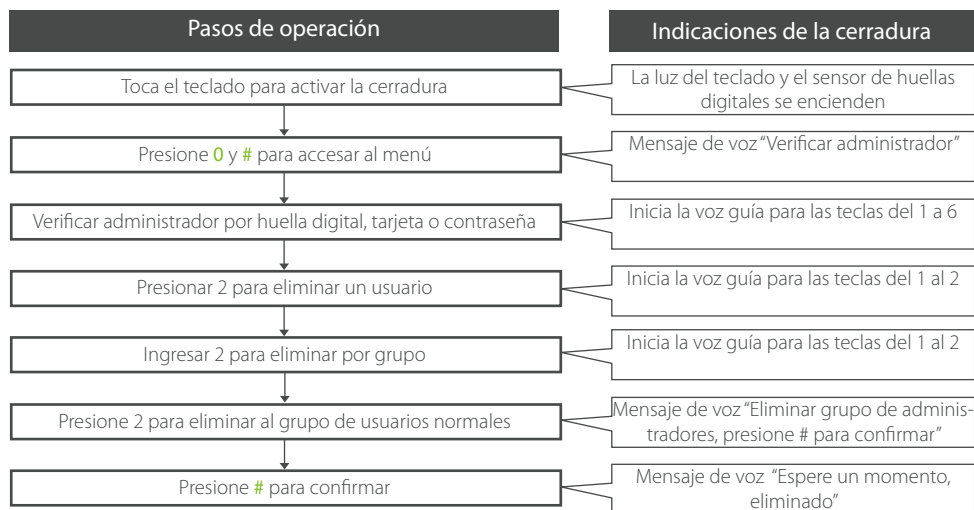 Pasos de operación
Indicaciones de la cerradura
Toca el teclado para activar la cerradura
La luz del teclado y el sensor de huellas
digitales se encienden
Presione 0 y # para accesar al menú
Mensaje de voz "Verificar administrador"
Verificar administrador por huella digital, tarjeta o contraseña
Inicia la voz guía para las teclas del 1 a 6
Presionar 2 para eliminar un usuario
Inicia la voz guía para las teclas del 1 al 2
Ingresar 2 para eliminar por grupo
Inicia la voz guía para las teclas del 1 al 2
Presione 2 para eliminar al grupo de usuarios normales
Mensaje de voz "Eliminar grupo de adminis-
tradores, presione # para confirmar"
Presione # para confirmar
Mensaje de voz "Espere un momento,
eliminado"